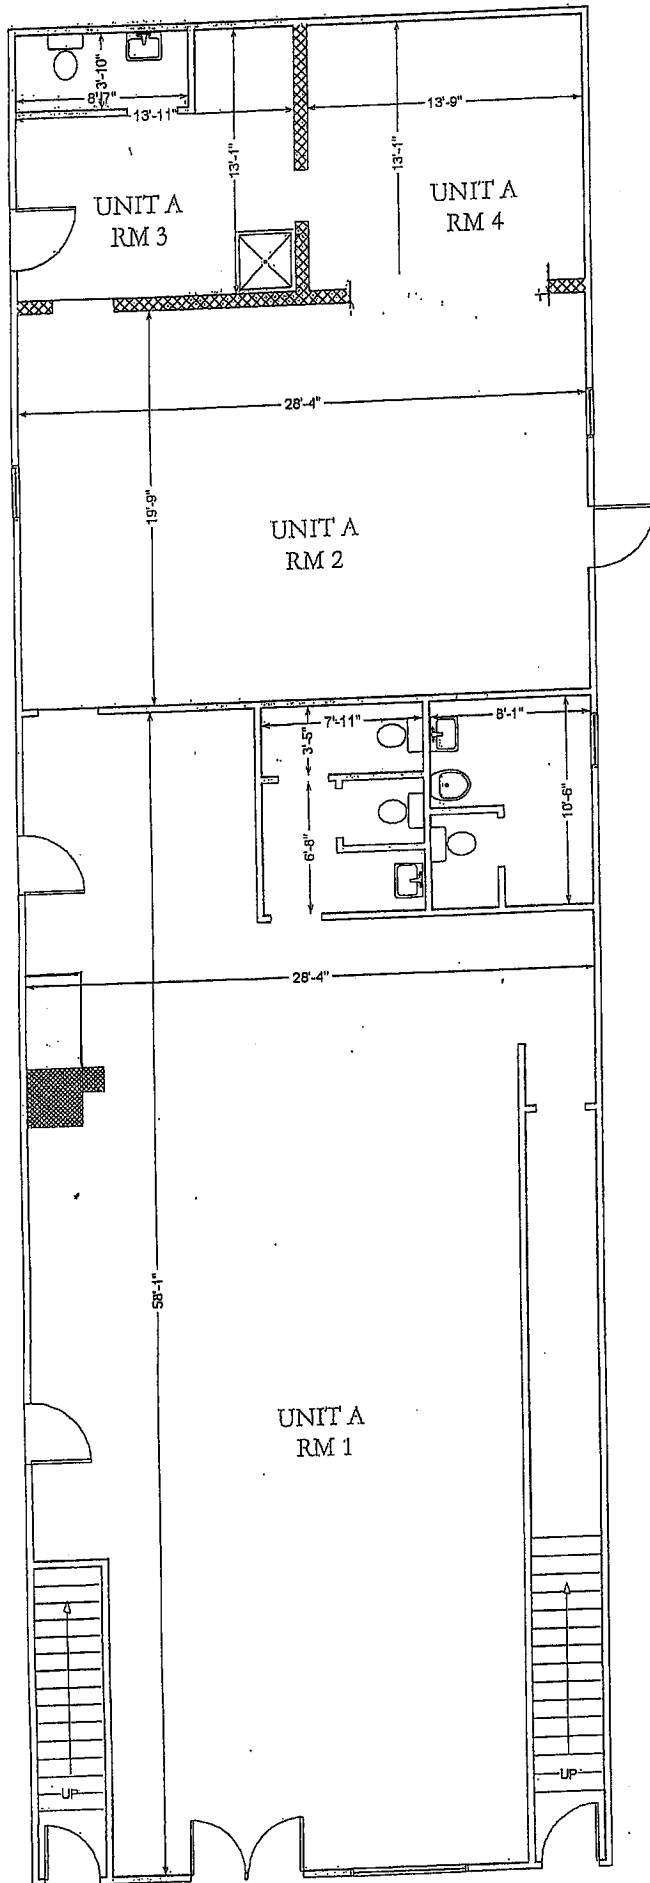 3'-10"
8'-7"
13'-11"
13'-1"
13'-9"
13'-1"
UNIT A
RM 3
UNIT A
RM 4
28'-4"
19'-9"
UNIT A
RM 2
7'-11"
8'-1"
3'-5"
10'-6"
6'-8"
28'-4"
58'-1"
UNIT A
RM 1
UP
UP